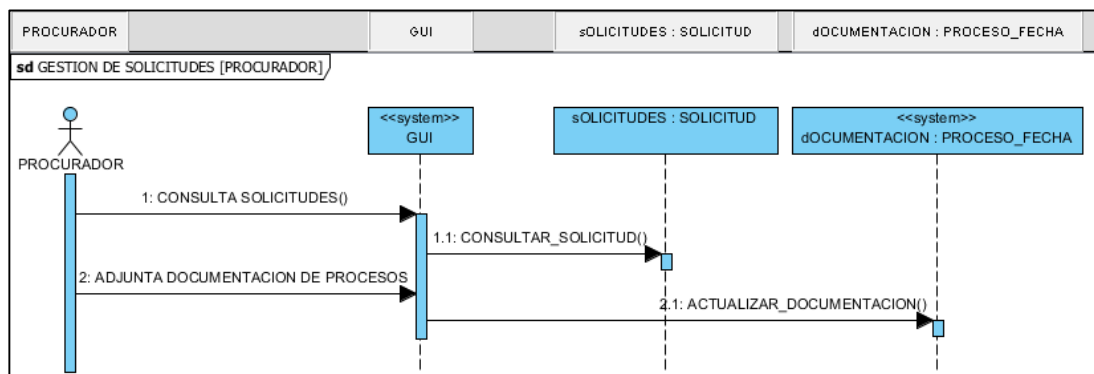 PROCURADOR
GUI
sOLICITUDES : SOLICITUD
dOCUMENTACION : PROCESO_FECHA
sd GESTION DE SOLICITUDES [PROCURADOR]
<<system>>
GUI
sOLICITUDES : SOLICITUD
<<system>>
dOCUMENTACION : PROCESO_FECHA
PROCURADOR
1: CONSULTA SOLICITUDES()
1.1: CONSULTAR_SOLICITUD()
2: ADJUNTA DOCUMENTACION DE PROCESOS
2.1: ACTUALIZAR_DOCUMENTACION()